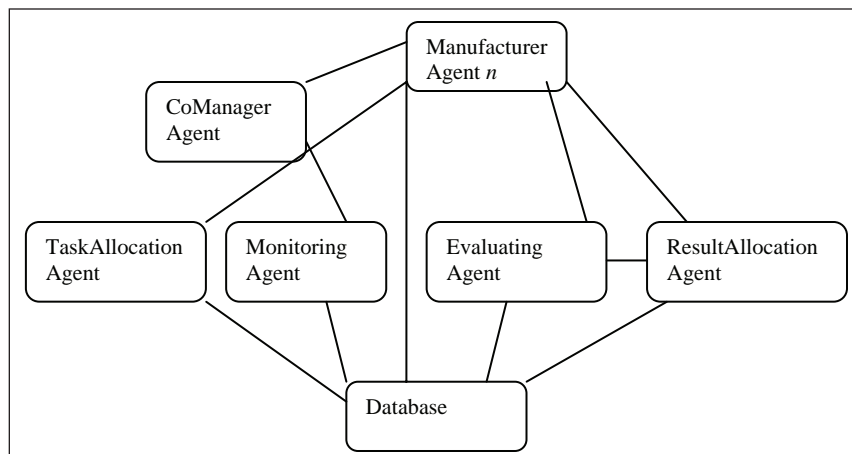 Manufacturer
Agent n
CoManager
Agent
TaskAllocation
Agent
Monitoring
Agent
Evaluating
Agent
ResultAllocation
Agent
Database